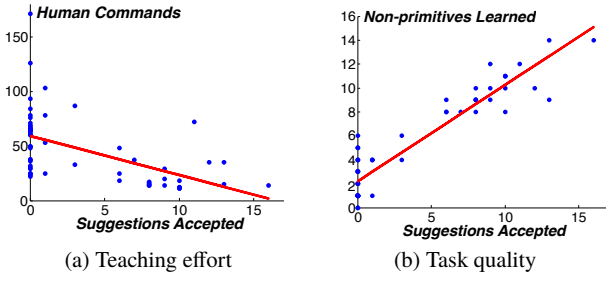 Human Commands
150
100
50
0
0 5 10 15
Suggestions Accepted
(a) Teaching effort
Non-primitives Learned
16
14
12
10
8
6
4
2
0
0 5 10 15
Suggestions Accepted
(b) Task quality